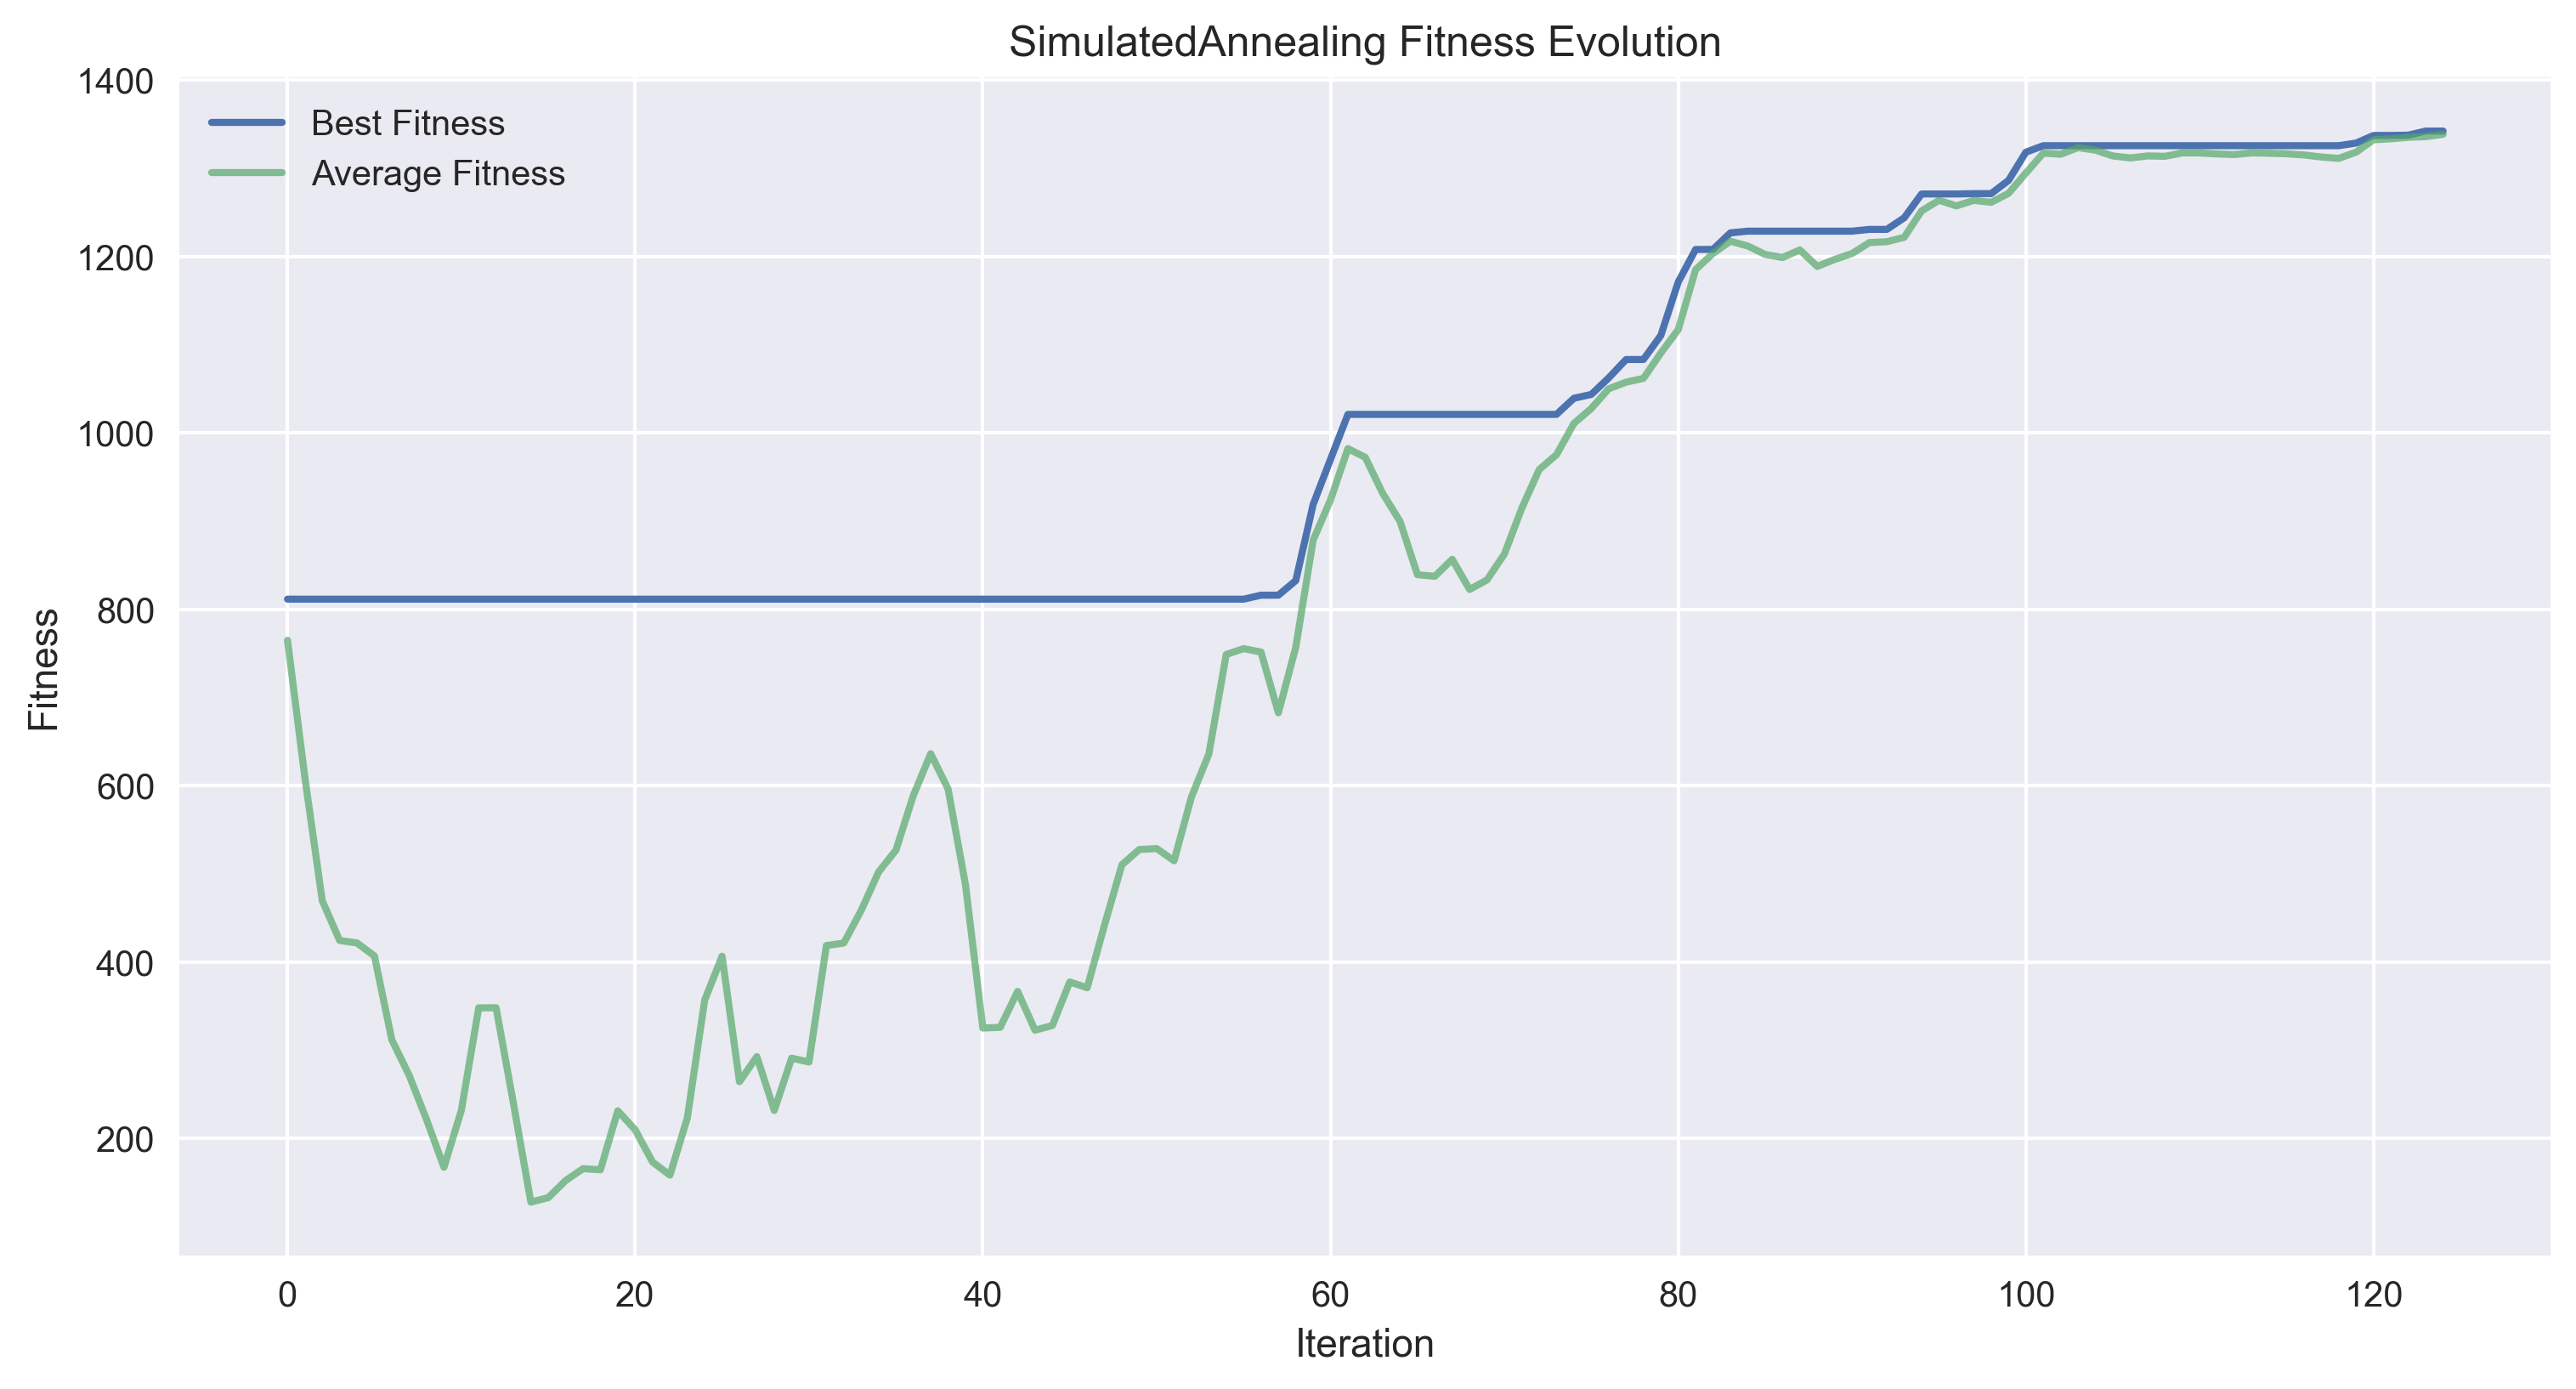 SimulatedAnnealing Fitness Evolution
1400
1200
1000
800
600
400
200
Best Fitness
Average Fitness
Fitness
0 20 40 60 80 100 120
Iteration